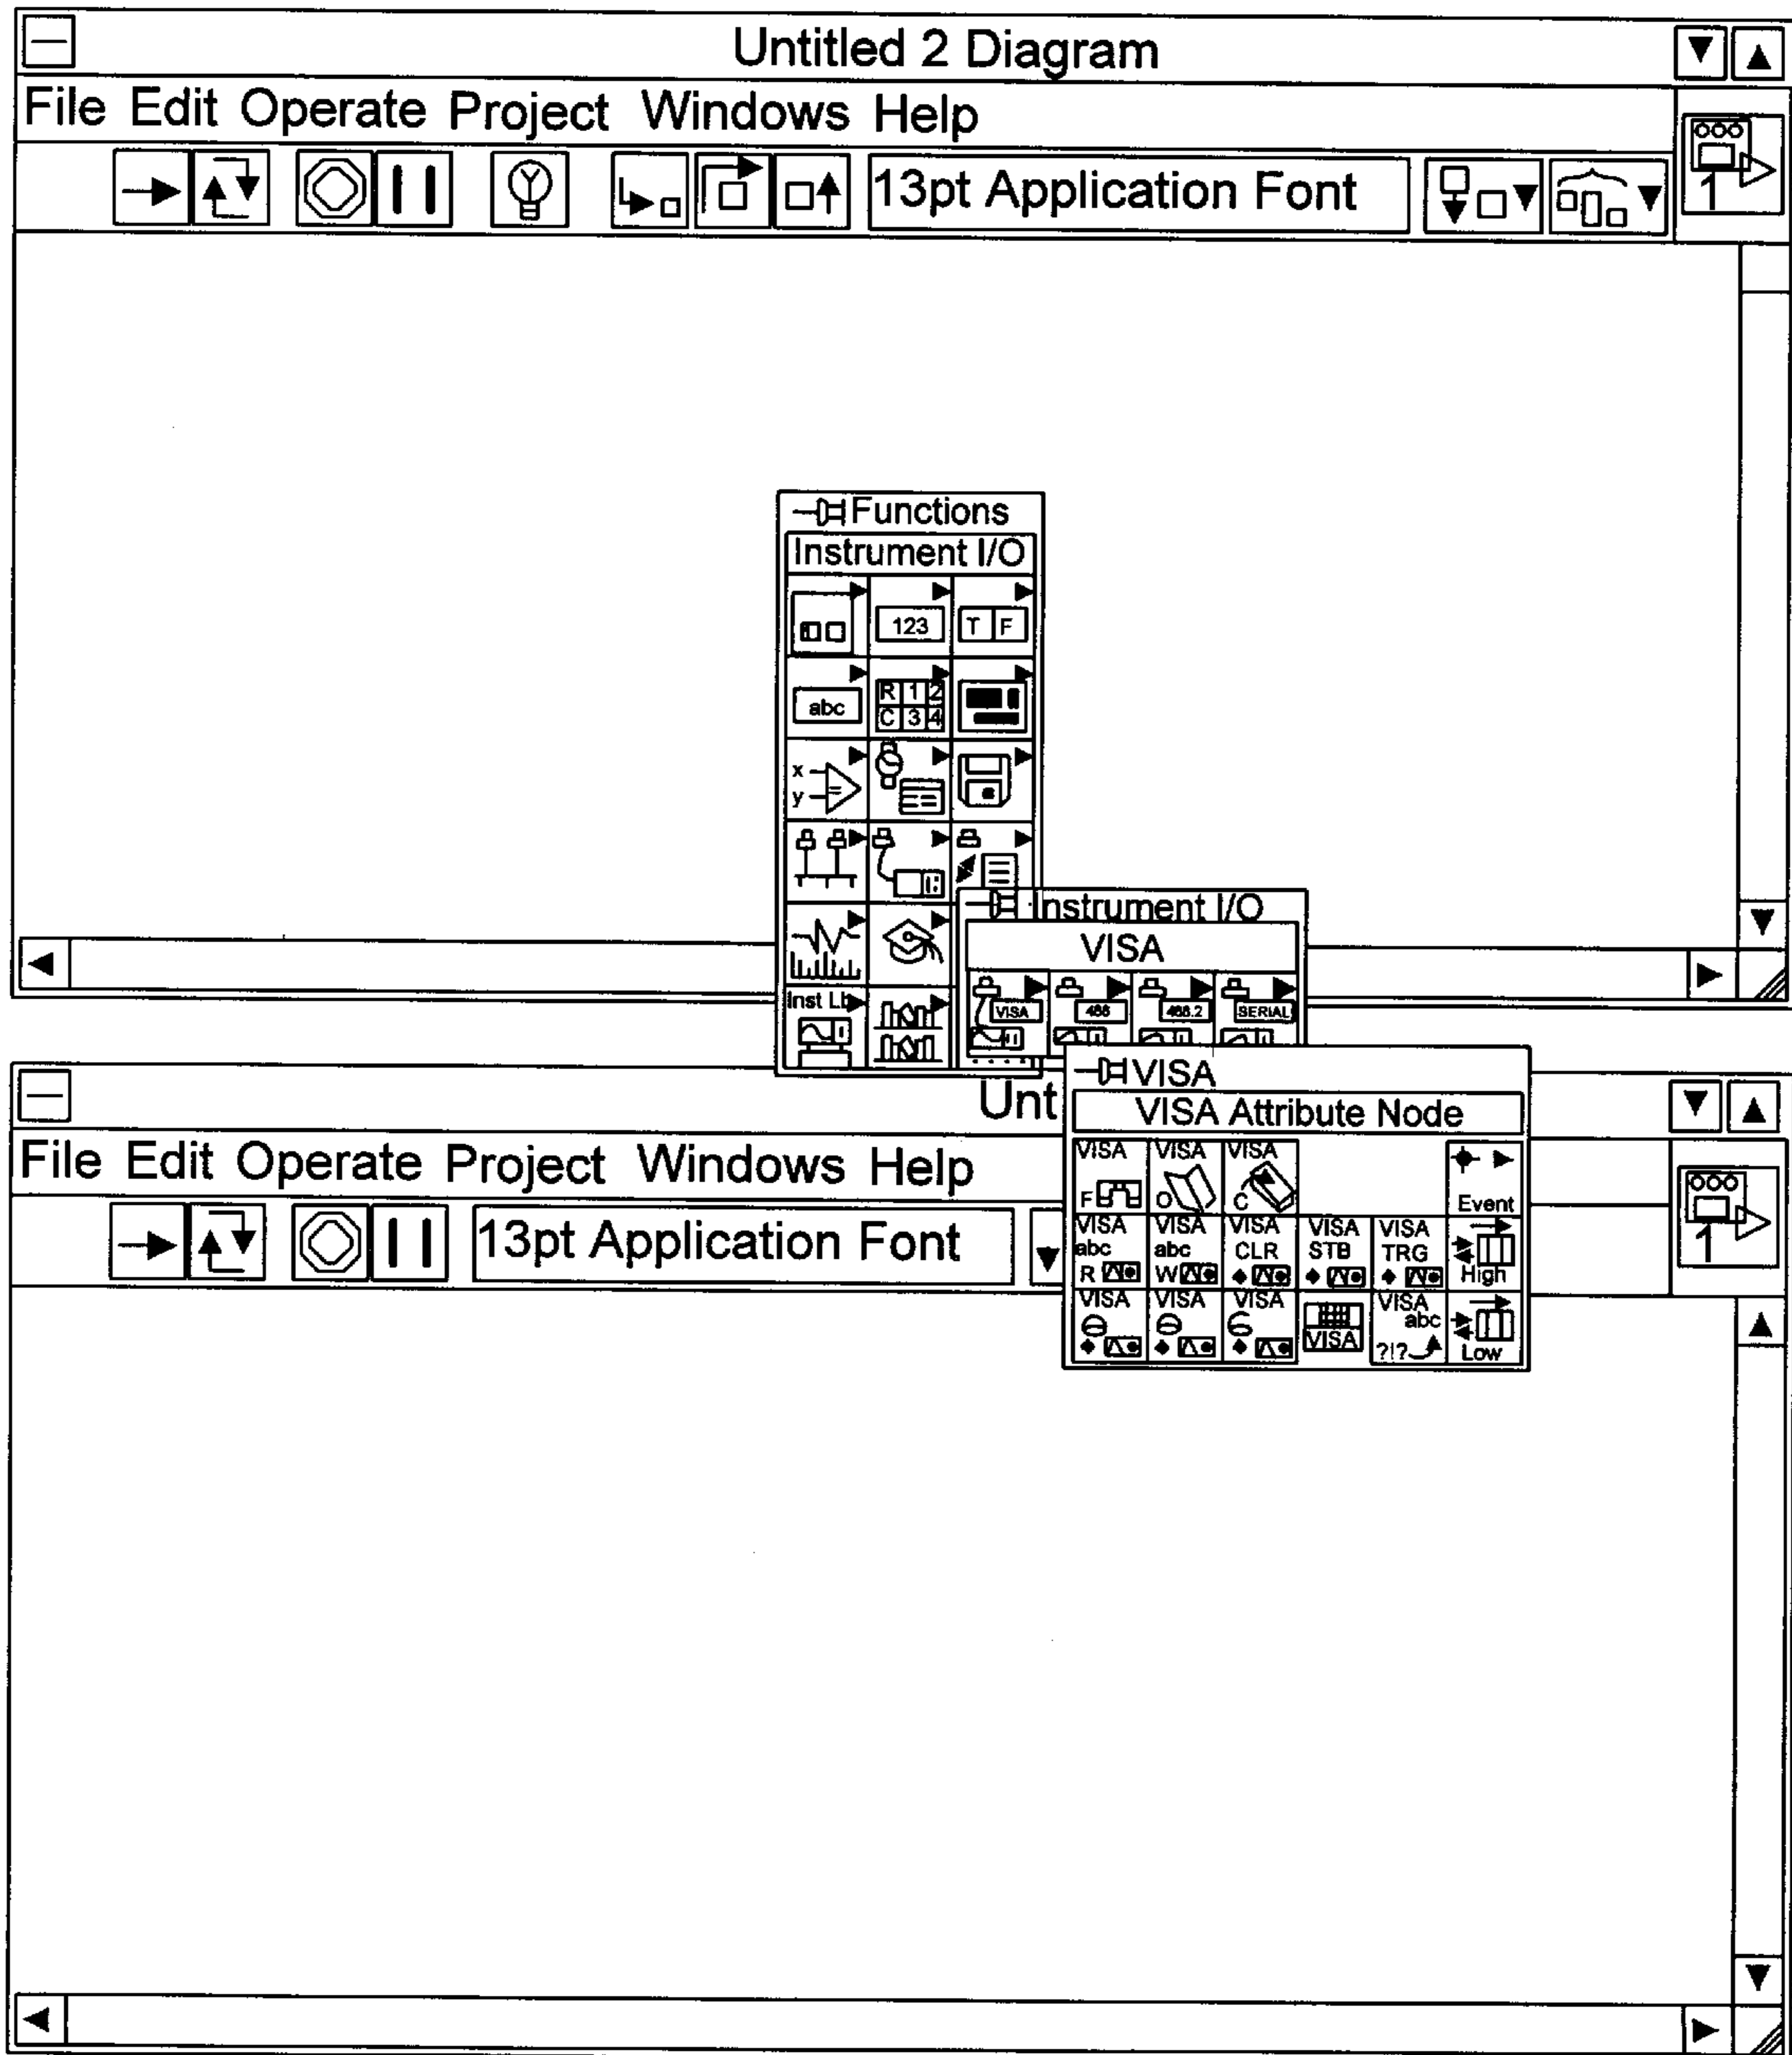 Untitled 2 Diagram
File Edit Operate Project Windows Help
13pt Application Font
1
Functions
Instrument I/O
123
T F
abc
R 1 2
C 3 4
x
y =
Instrument I/O
VISA
Inst Lb
VISA 488 488.2 SERIAL
VISA
Unt
VISA Attribute Node
File Edit Operate Project Windows Help
VISA VISA VISA
F O C Event
13pt Application Font
1
VISA VISA VISA VISA VISA
abc abc CLR STB TRG
R W High
VISA VISA VISA VISA
abc
VISA
?!? Low